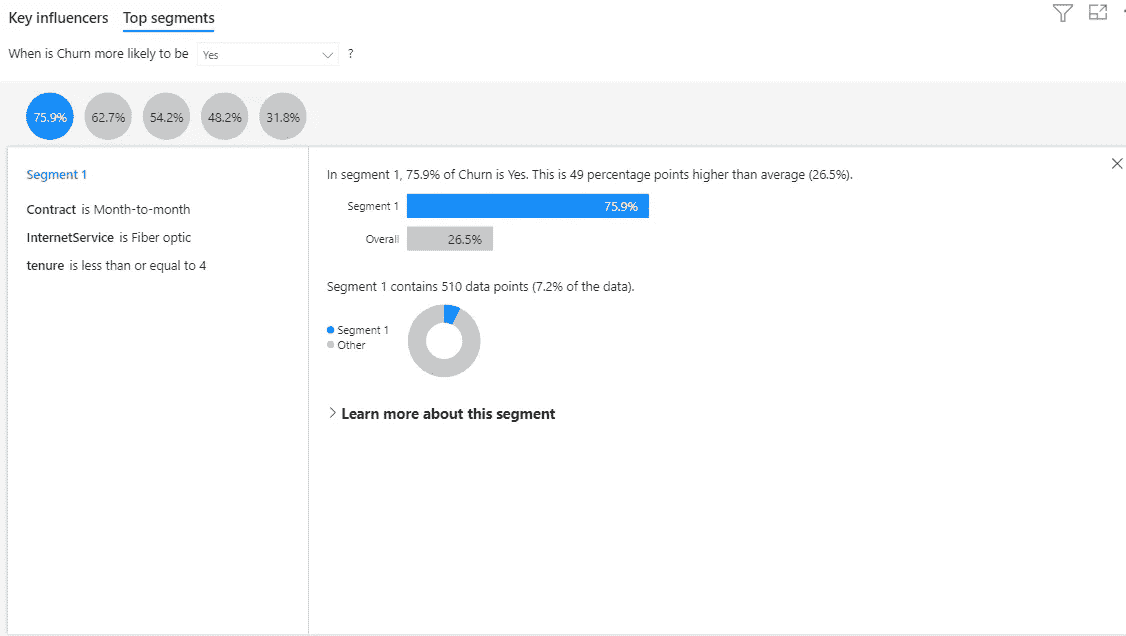 Key influencers Top segments
When is Churn more likely to be Yes ?
75.9% 62.7% 54.2% 48.2% 31.8%
Segment 1
Contract is Month-to-month
InternetService is Fiber optic
tenure is less than or equal to 4
In segment 1, 75.9% of Churn is Yes. This is 49 percentage points higher than average (26.5%).
Segment 1 75.9%
Overall 26.5%
Segment 1 contains 510 data points (7.2% of the data).
Segment 1
Other
Learn more about this segment